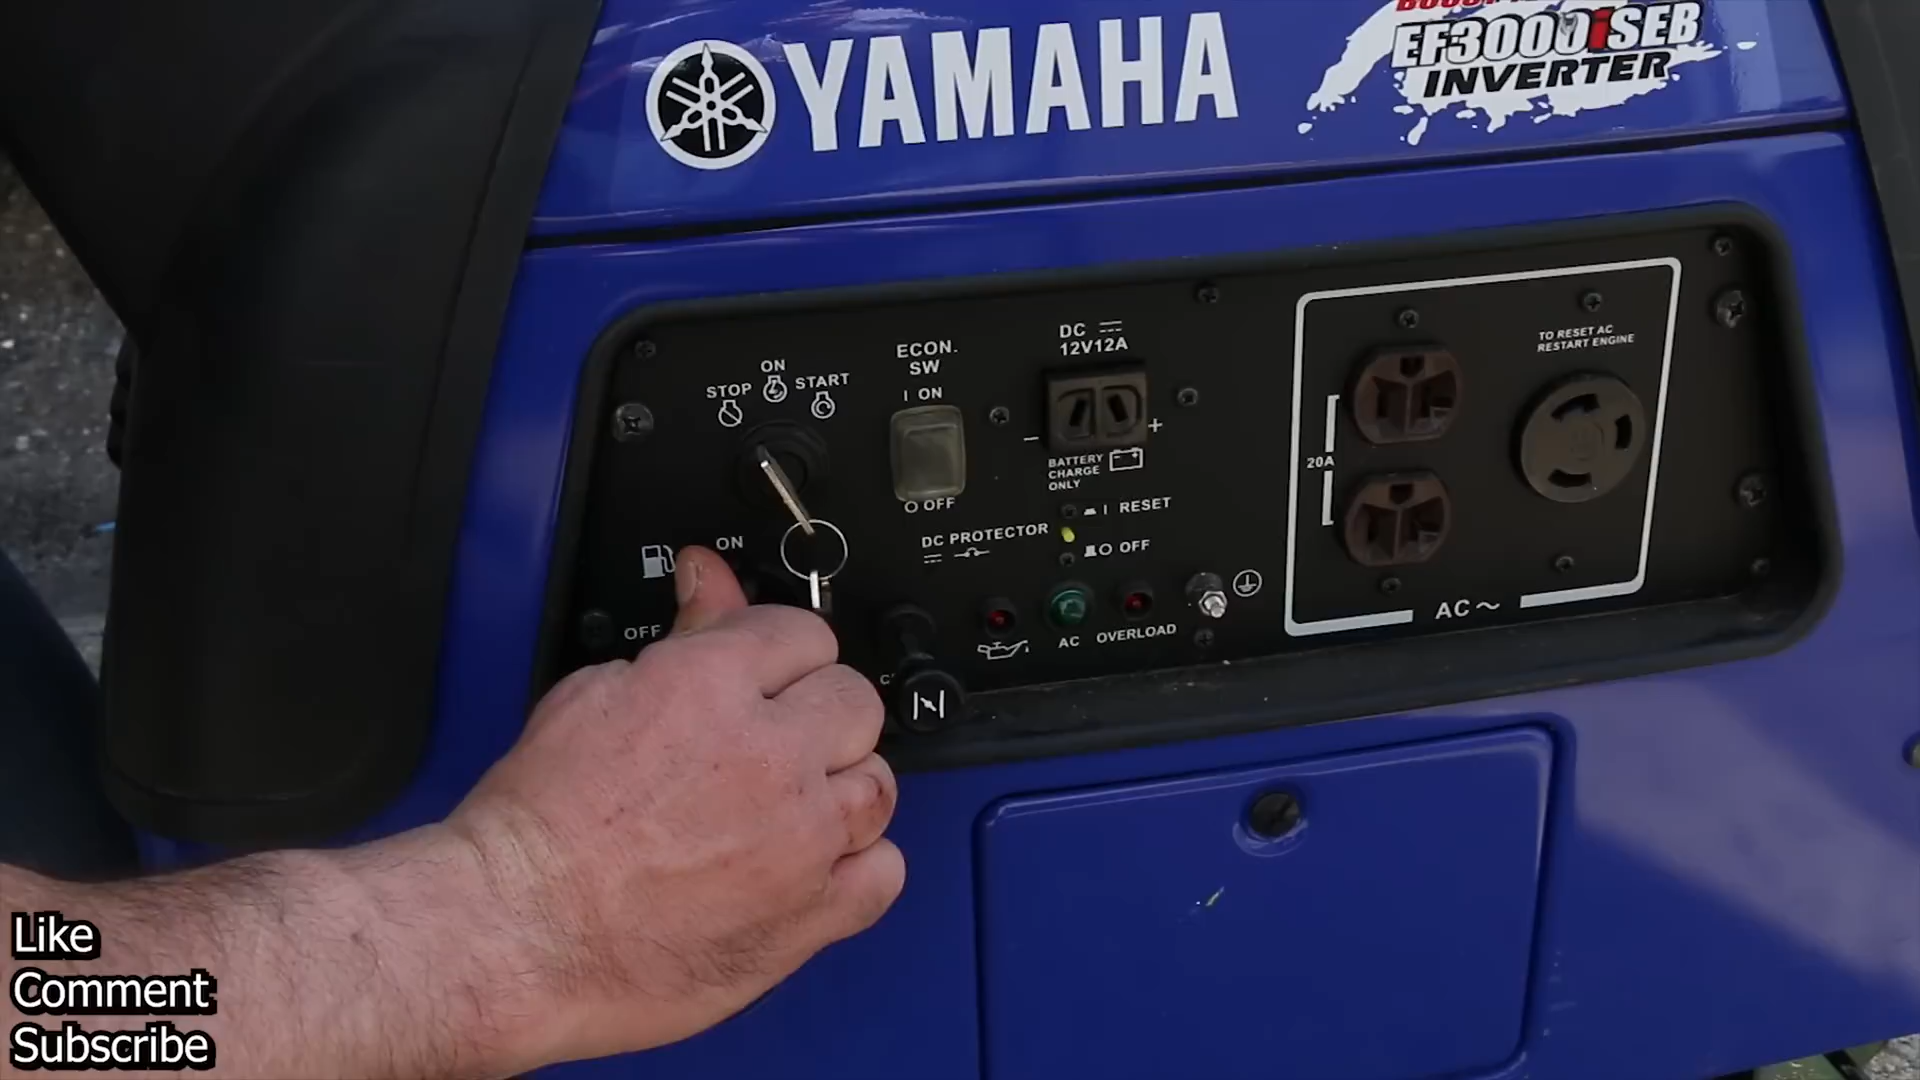 YAMAHA
EF3000iSEB
INVERTER
STOP
ON
START
ECON.
SW
I ON
O OFF
DC
12V12A
- +
BATTERY
CHARGE
ONLY
I RESET
DC PROTECTOR
O OFF
ON
OFF
AC
OVERLOAD
TO RESET AC
RESTART ENGINE
20A
AC ~
Like
Comment
Subscribe